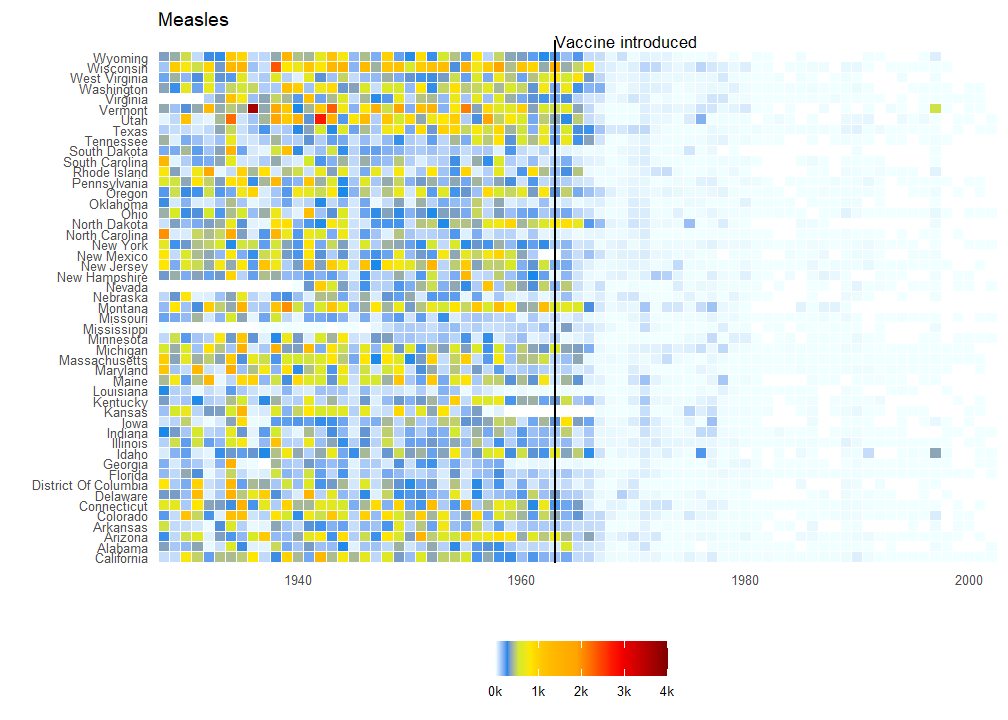 Measles
Vaccine introduced
Wyoming
Wisconsin
West Virginia
Washington
Virginia
Vermont
Utah
Texas
Tennessee
South Dakota
South Carolina
Rhode Island
Pennsylvania
Oregon
Oklahoma
Ohio
North Dakota
North Carolina
New York
New Mexico
New Jersey
New Hampshire
Nevada
Nebraska
Montana
Missouri
Mississippi
Minnesota
Michigan
Massachusetts
Maryland
Maine
Louisiana
Kentucky
Kansas
Iowa
Indiana
Illinois
Idaho
Georgia
Florida
District Of Columbia
Delaware
Connecticut
Colorado
Arkansas
Arizona
Alabama
California
1940 1960 1980 2000
0k 1k 2k 3k 4k